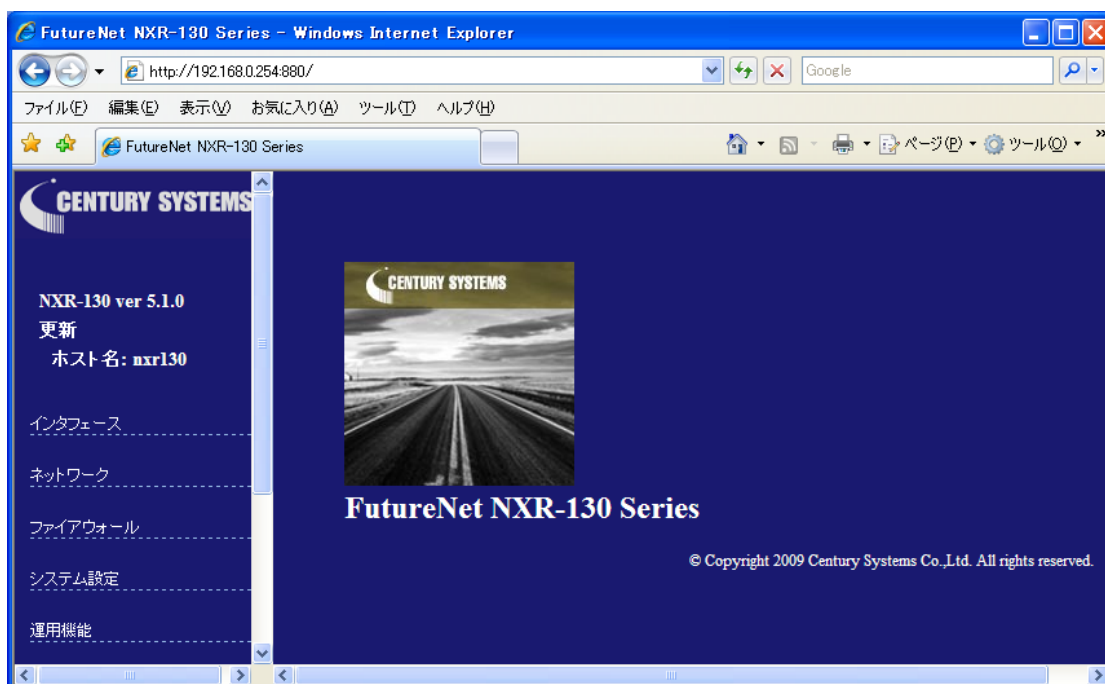 FutureNet NXR-130 Series - Windows Internet Explorer
http://192.168.0.254:880/
Google
ファイル(F) 編集(E) 表示(V) お気に入り(A) ツール(T) ヘルプ(H)
FutureNet NXR-130 Series
ページ(P) ツール(O)
CENTURY SYSTEMS
NXR-130 ver 5.1.0
更新
ホスト名: nxr130
インタフェース
ネットワーク
ファイアウォール
システム設定
運用機能
CENTURY SYSTEMS
FutureNet NXR-130 Series
© Copyright 2009 Century Systems Co.,Ltd. All rights reserved.